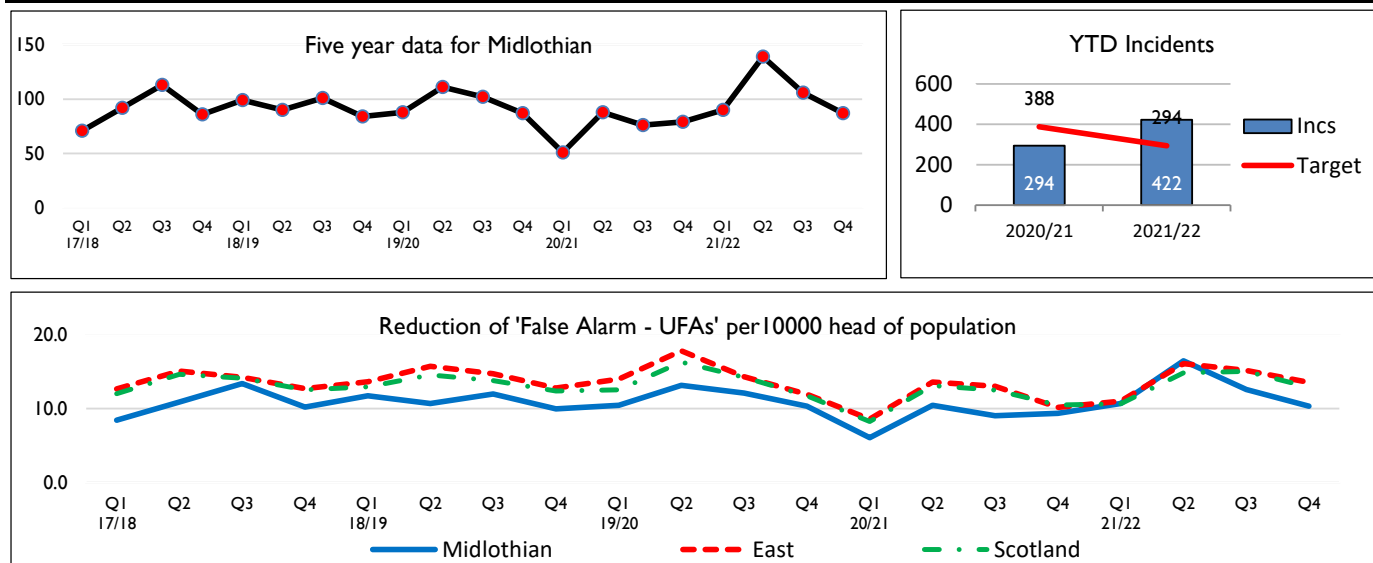 Five year data for Midlothian
150
100
50
0
Q1 Q2 Q3 Q4 Q1 Q2 Q3 Q4 Q1 Q2 Q3 Q4 Q1 Q2 Q3 Q4 Q1 Q2 Q3 Q4
17/18 18/19 19/20 20/21 21/22
YTD Incidents
600
400
200
0
388
294
294
422
2020/21 2021/22
Incs
Target
Reduction of 'False Alarm - UFAs' per10000 head of population
20.0
10.0
0.0
Q1 Q2 Q3 Q4 Q1 Q2 Q3 Q4 Q1 Q2 Q3 Q4 Q1 Q2 Q3 Q4 Q1 Q2 Q3 Q4
17/18 18/19 19/20 20/21 21/22
Midlothian East Scotland